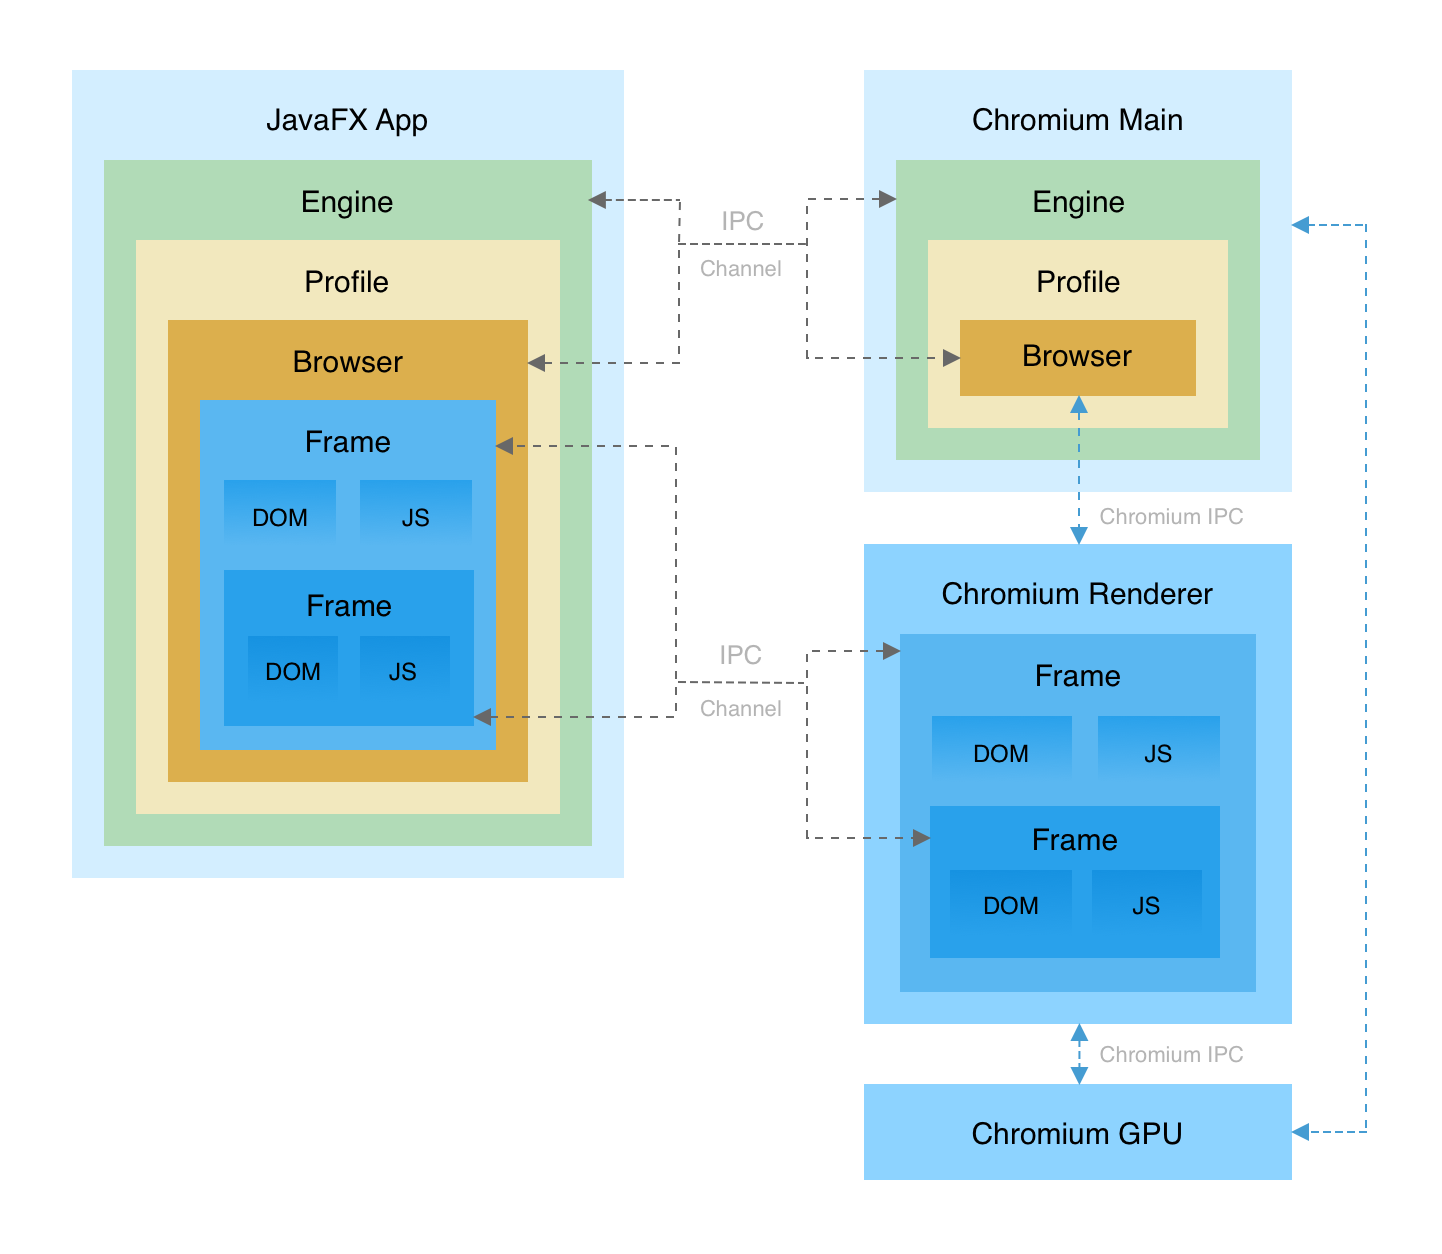 JavaFX App
Engine
Profile
Browser
Frame
DOM
JS
Frame
DOM
JS
IPC
Channel
IPC
Channel
Chromium Main
Engine
Profile
Browser
Chromium IPC
Chromium Renderer
Frame
DOM
JS
Frame
DOM
JS
Chromium IPC
Chromium GPU